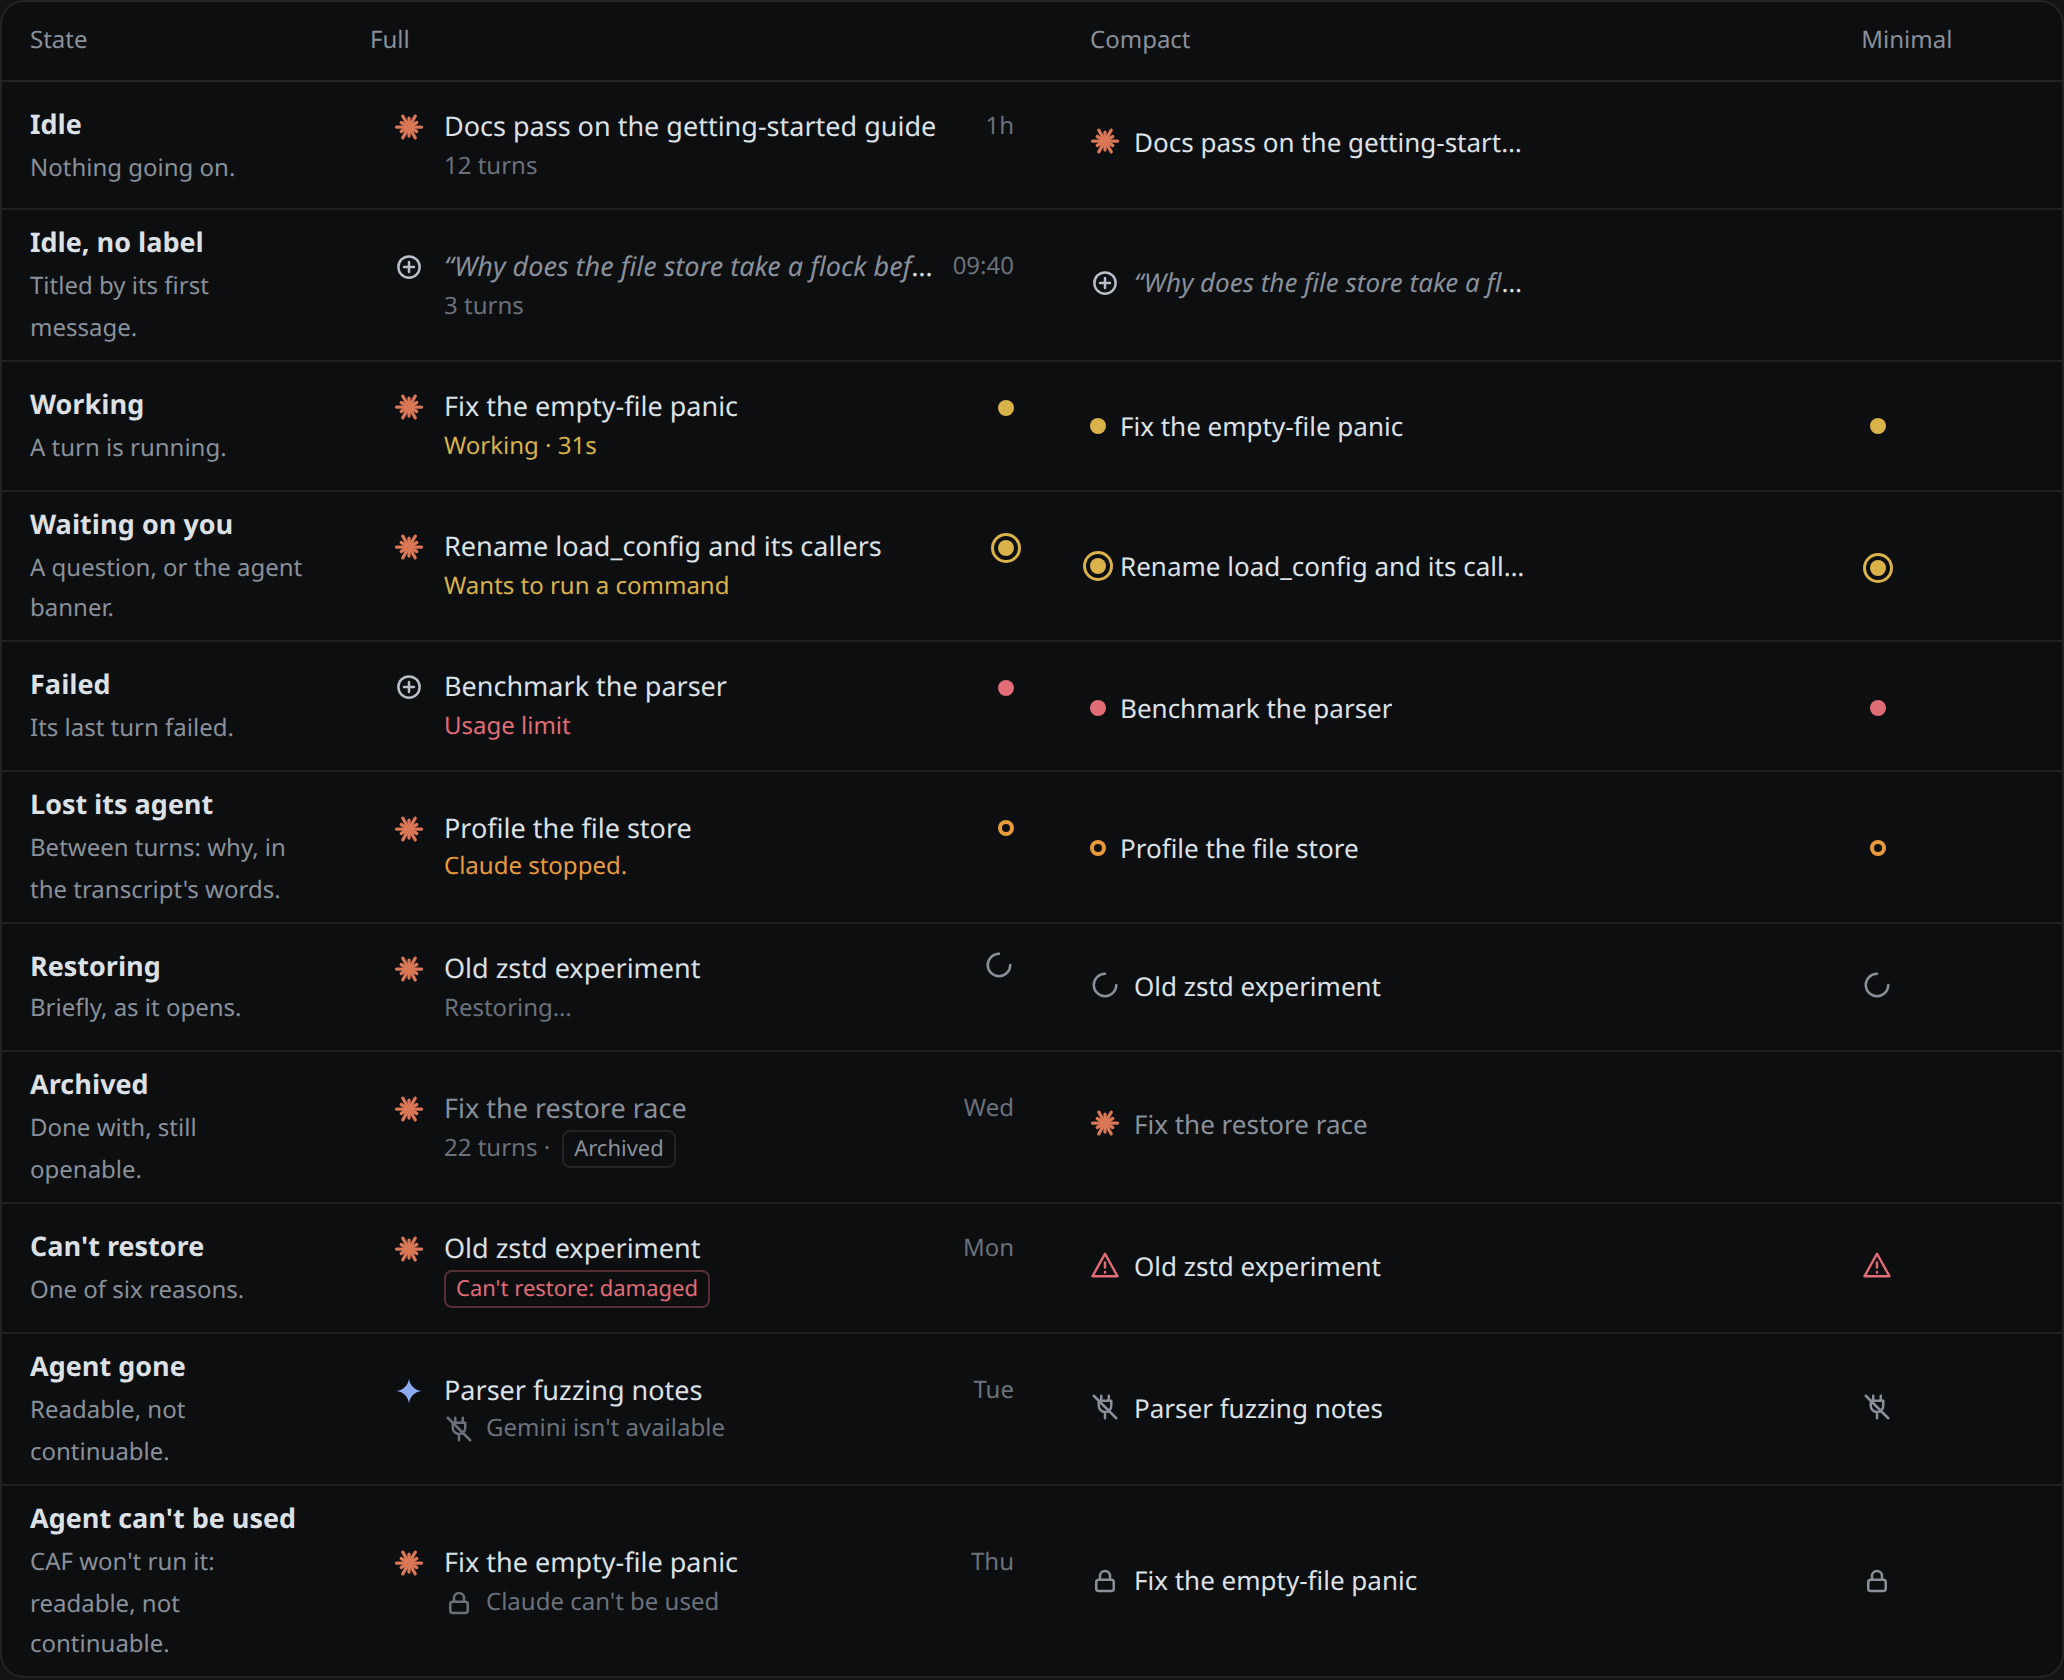 State Full Compact Minimal
Idle
Nothing going on.
Docs pass on the getting-started guide 1h
12 turns
Docs pass on the getting-start...
Idle, no label
Titled by its first
message.
“Why does the file store take a flock bef... 09:40
3 turns
“Why does the file store take a fl...
Working
A turn is running.
Fix the empty-file panic
Working · 31s
Fix the empty-file panic
Waiting on you
A question, or the agent
banner.
Rename load_config and its callers
Wants to run a command
Rename load_config and its call...
Failed
Its last turn failed.
Benchmark the parser
Usage limit
Benchmark the parser
Lost its agent
Between turns: why, in
the transcript's words.
Profile the file store
Claude stopped.
Profile the file store
Restoring
Briefly, as it opens.
Old zstd experiment
Restoring...
Old zstd experiment
Archived
Done with, still
openable.
Fix the restore race Wed
22 turns · Archived
Fix the restore race
Can't restore
One of six reasons.
Old zstd experiment Mon
Can't restore: damaged
Old zstd experiment
Agent gone
Readable, not
continuable.
Parser fuzzing notes Tue
Gemini isn't available
Parser fuzzing notes
Agent can't be used
CAF won't run it:
readable, not
continuable.
Fix the empty-file panic Thu
Claude can't be used
Fix the empty-file panic